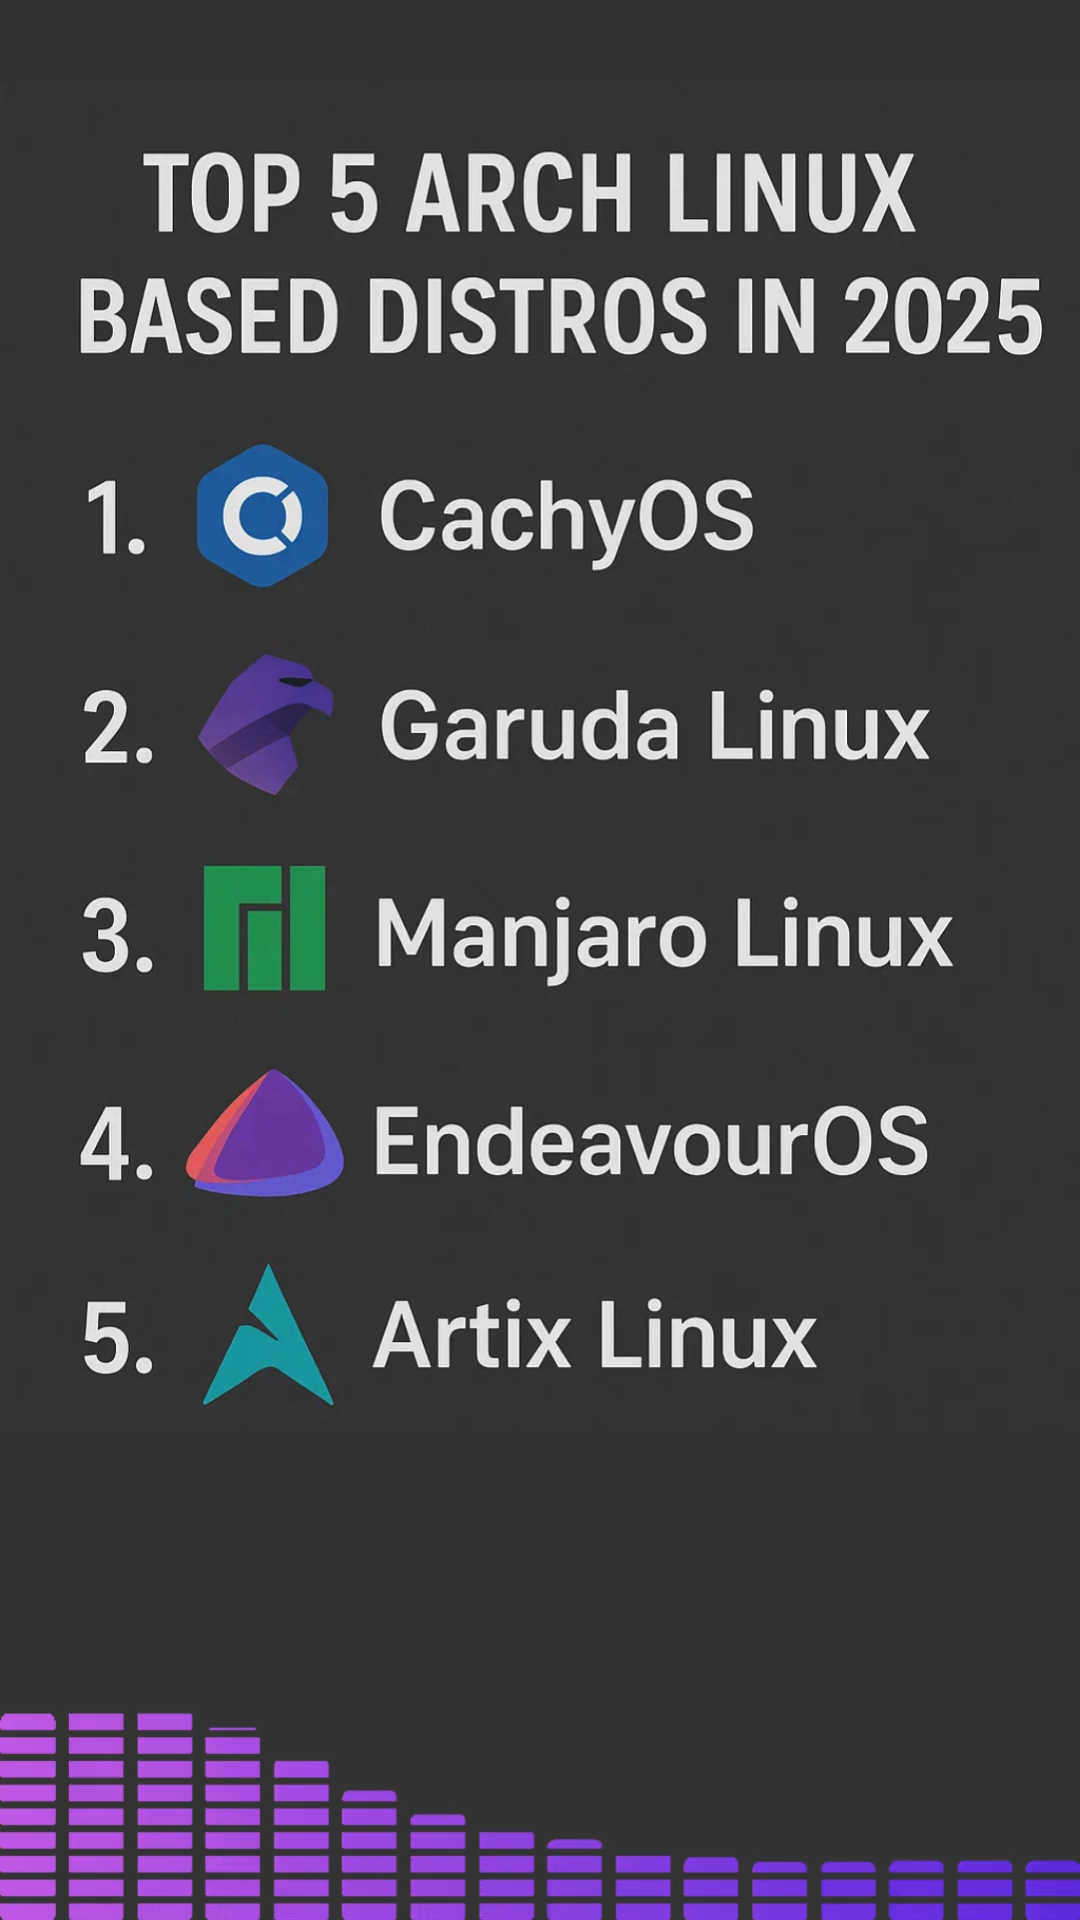 TOP 5 ARCH LINUX
BASED DISTROS IN 2025
1. CachyOS
2. Garuda Linux
3. Manjaro Linux
4. EndeavourOS
5. Artix Linux